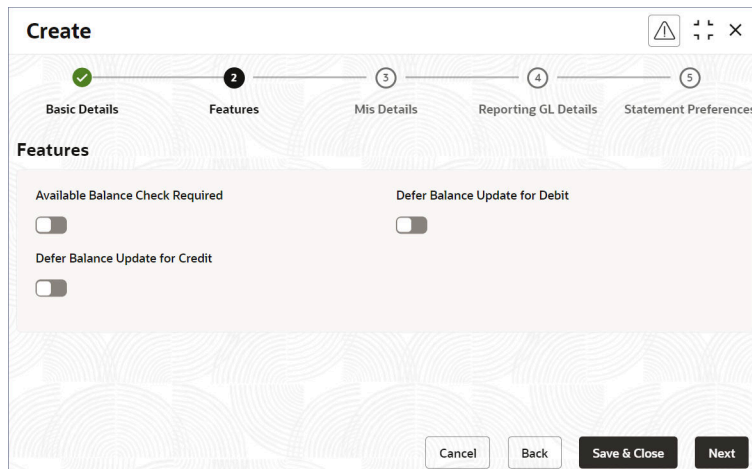 Create
2 3 4 5
Basic Details Features Mis Details Reporting GL Details Statement Preferences
Features
Available Balance Check Required Defer Balance Update for Debit
Defer Balance Update for Credit
Cancel Back Save & Close Next